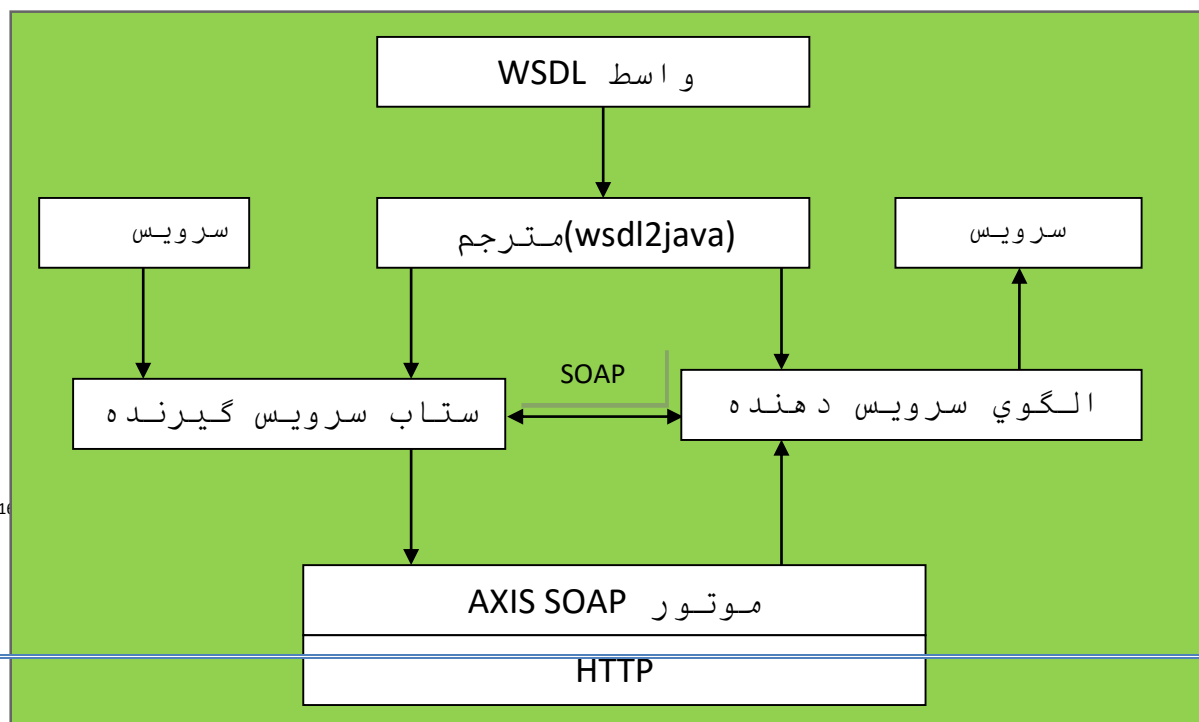 واسط WSDL
سرویس
مترجم(wsdl2java)
سرویس
SOAP
ستاب سرویس گیرنده
الگوي سرویس دهنده
موتور AXIS SOAP
HTTP